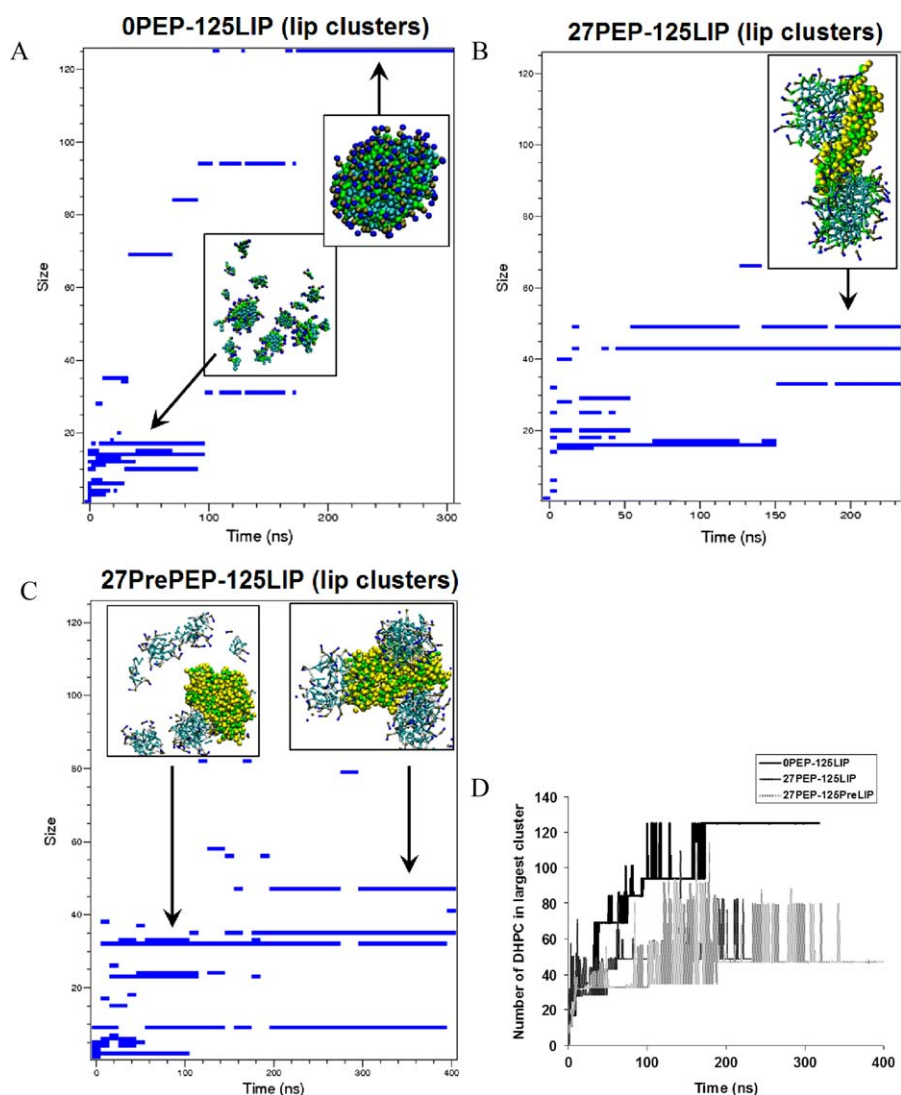 A
0PEP-125LIP (lip clusters)
120
100
80
60
40
20
Size
0
100
200
300
Time (ns)
B
27PEP-125LIP (lip clusters)
120
100
80
60
40
20
Size
0
50
100
150
200
Time (ns)
C
27PrePEP-125LIP (lip clusters)
120
100
80
60
40
20
Size
0
100
200
300
400
Time (ns)
D
0PEP-125LIP
27PEP-125LIP
27PEP-125PreLIP
140
120
100
80
60
40
20
0
Number of DHPC in largest cluster
0
100
200
300
400
Time (ns)